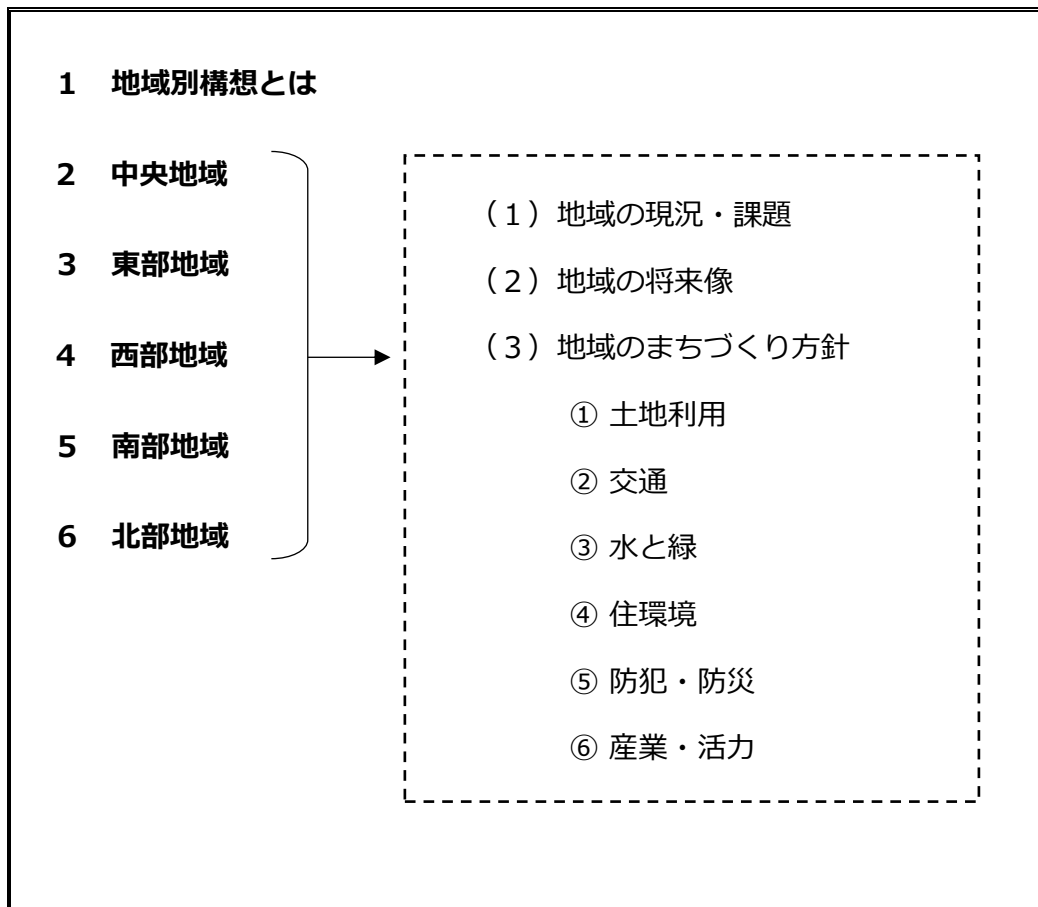 1 地域別構想とは
2 中央地域
3 東部地域
4 西部地域
5 南部地域
6 北部地域
（１）地域の現況・課題
（２）地域の将来像
（３）地域のまちづくり方針
① 土地利用
② 交通
③ 水と緑
④ 住環境
⑤ 防犯・防災
⑥ 産業・活力